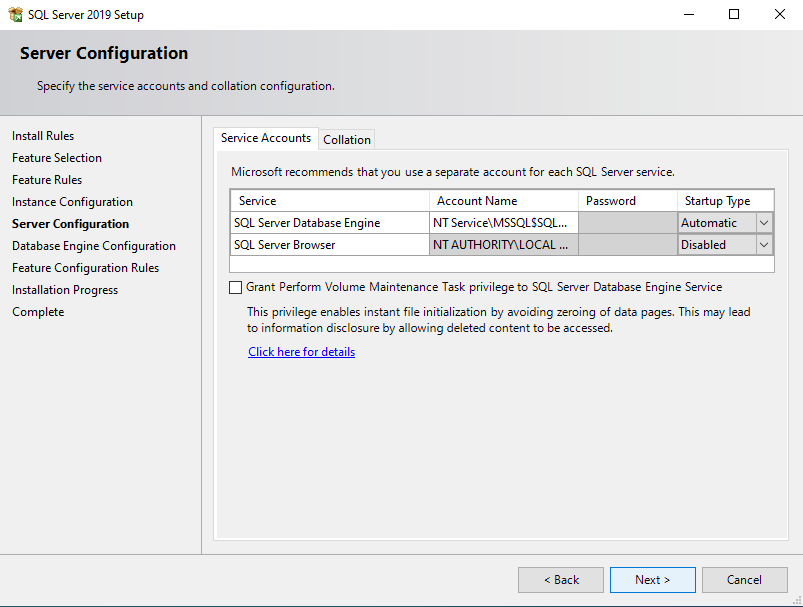 SQL Server 2019 Setup
Server Configuration
Specify the service accounts and collation configuration.
Install Rules
Feature Selection
Feature Rules
Instance Configuration
Server Configuration
Database Engine Configuration
Feature Configuration Rules
Installation Progress
Complete
Service Accounts Collation
Microsoft recommends that you use a separate account for each SQL Server service.
Service Account Name Password Startup Type
SQL Server Database Engine NT Service\MSSQL$SQL... Automatic
SQL Server Browser NT AUTHORITY\LOCAL ... Disabled
Grant Perform Volume Maintenance Task privilege to SQL Server Database Engine Service
This privilege enables instant file initialization by avoiding zeroing of data pages. This may lead
to information disclosure by allowing deleted content to be accessed.
Click here for details
< Back Next > Cancel